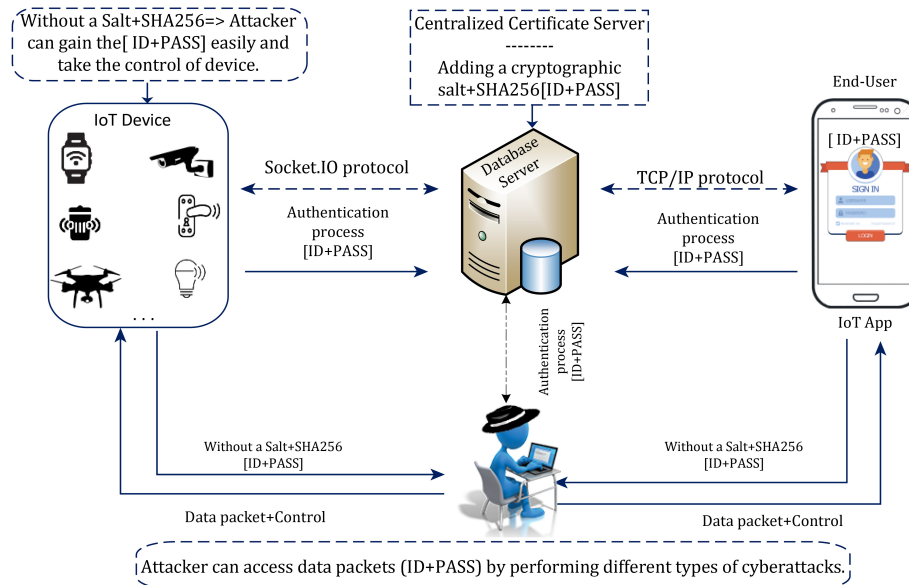 Without a Salt+SHA256=> Attacker
can gain the[ ID+PASS] easily and
take the control of device.
Centralized Certificate Server
--------
Adding a cryptographic
salt+SHA256[ID+PASS]
End-User
IoT Device
Database
Server
[ ID+PASS]
SIGN IN
LOGIN
Socket.IO protocol
TCP/IP protocol
Authentication
process
[ID+PASS]
Authentication
process
[ID+PASS]
. . .
IoT App
Authentication
process
[ID+PASS]
Without a Salt+SHA256
[ID+PASS]
Without a Salt+SHA256
[ID+PASS]
Data packet+Control
Data packet+Control
Attacker can access data packets (ID+PASS) by performing different types of cyberattacks.